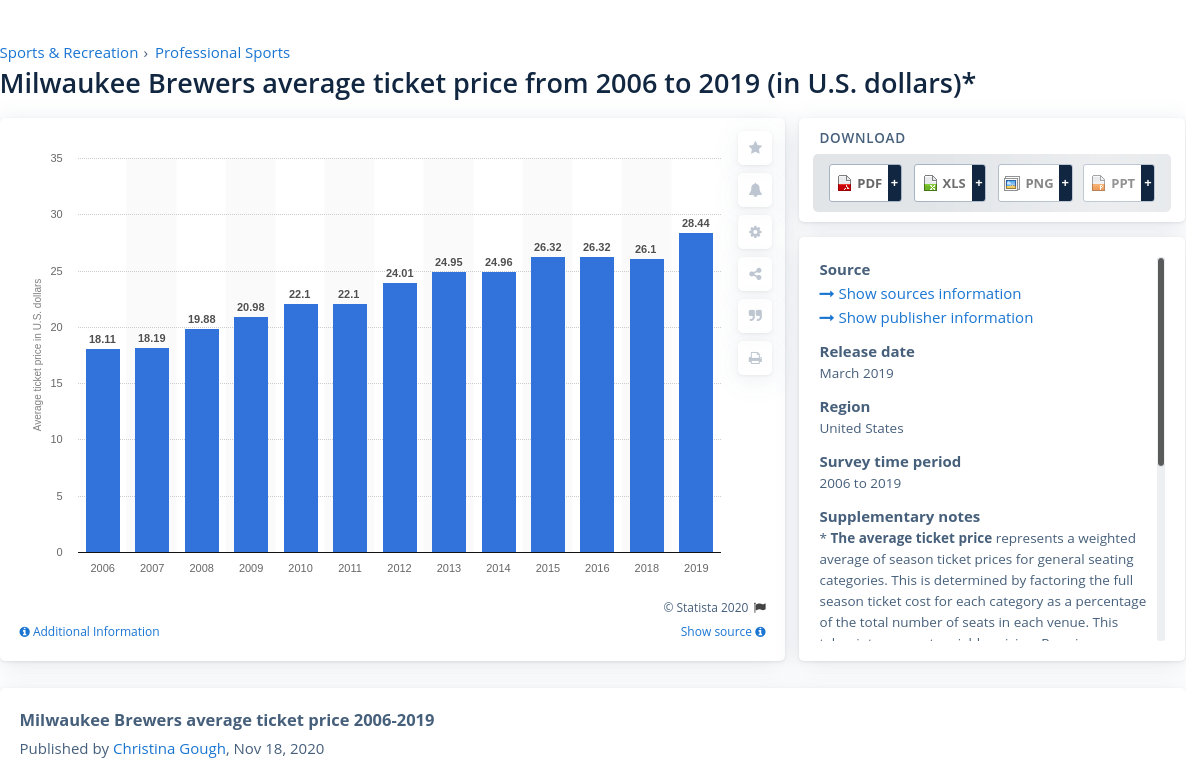 Sports & Recreation › Professional Sports
Milwaukee Brewers average ticket price from 2006 to 2019 (in U.S. dollars)*
Average ticket price in U.S. dollars
35
30
25
20
15
10
5
0
18.11
18.19
19.88
20.98
22.1
22.1
24.01
24.95
24.96
26.32
26.32
26.1
28.44
2006 2007 2008 2009 2010 2011 2012 2013 2014 2015 2016 2018 2019
© Statista 2020
Additional Information
Show source
DOWNLOAD
PDF + XLS + PNG + PPT +
Source
Show sources information
Show publisher information
Release date
March 2019
Region
United States
Survey time period
2006 to 2019
Supplementary notes
* The average ticket price represents a weighted
average of season ticket prices for general seating
categories. This is determined by factoring the full
season ticket cost for each category as a percentage
of the total number of seats in each venue. This
Milwaukee Brewers average ticket price 2006-2019
Published by Christina Gough, Nov 18, 2020